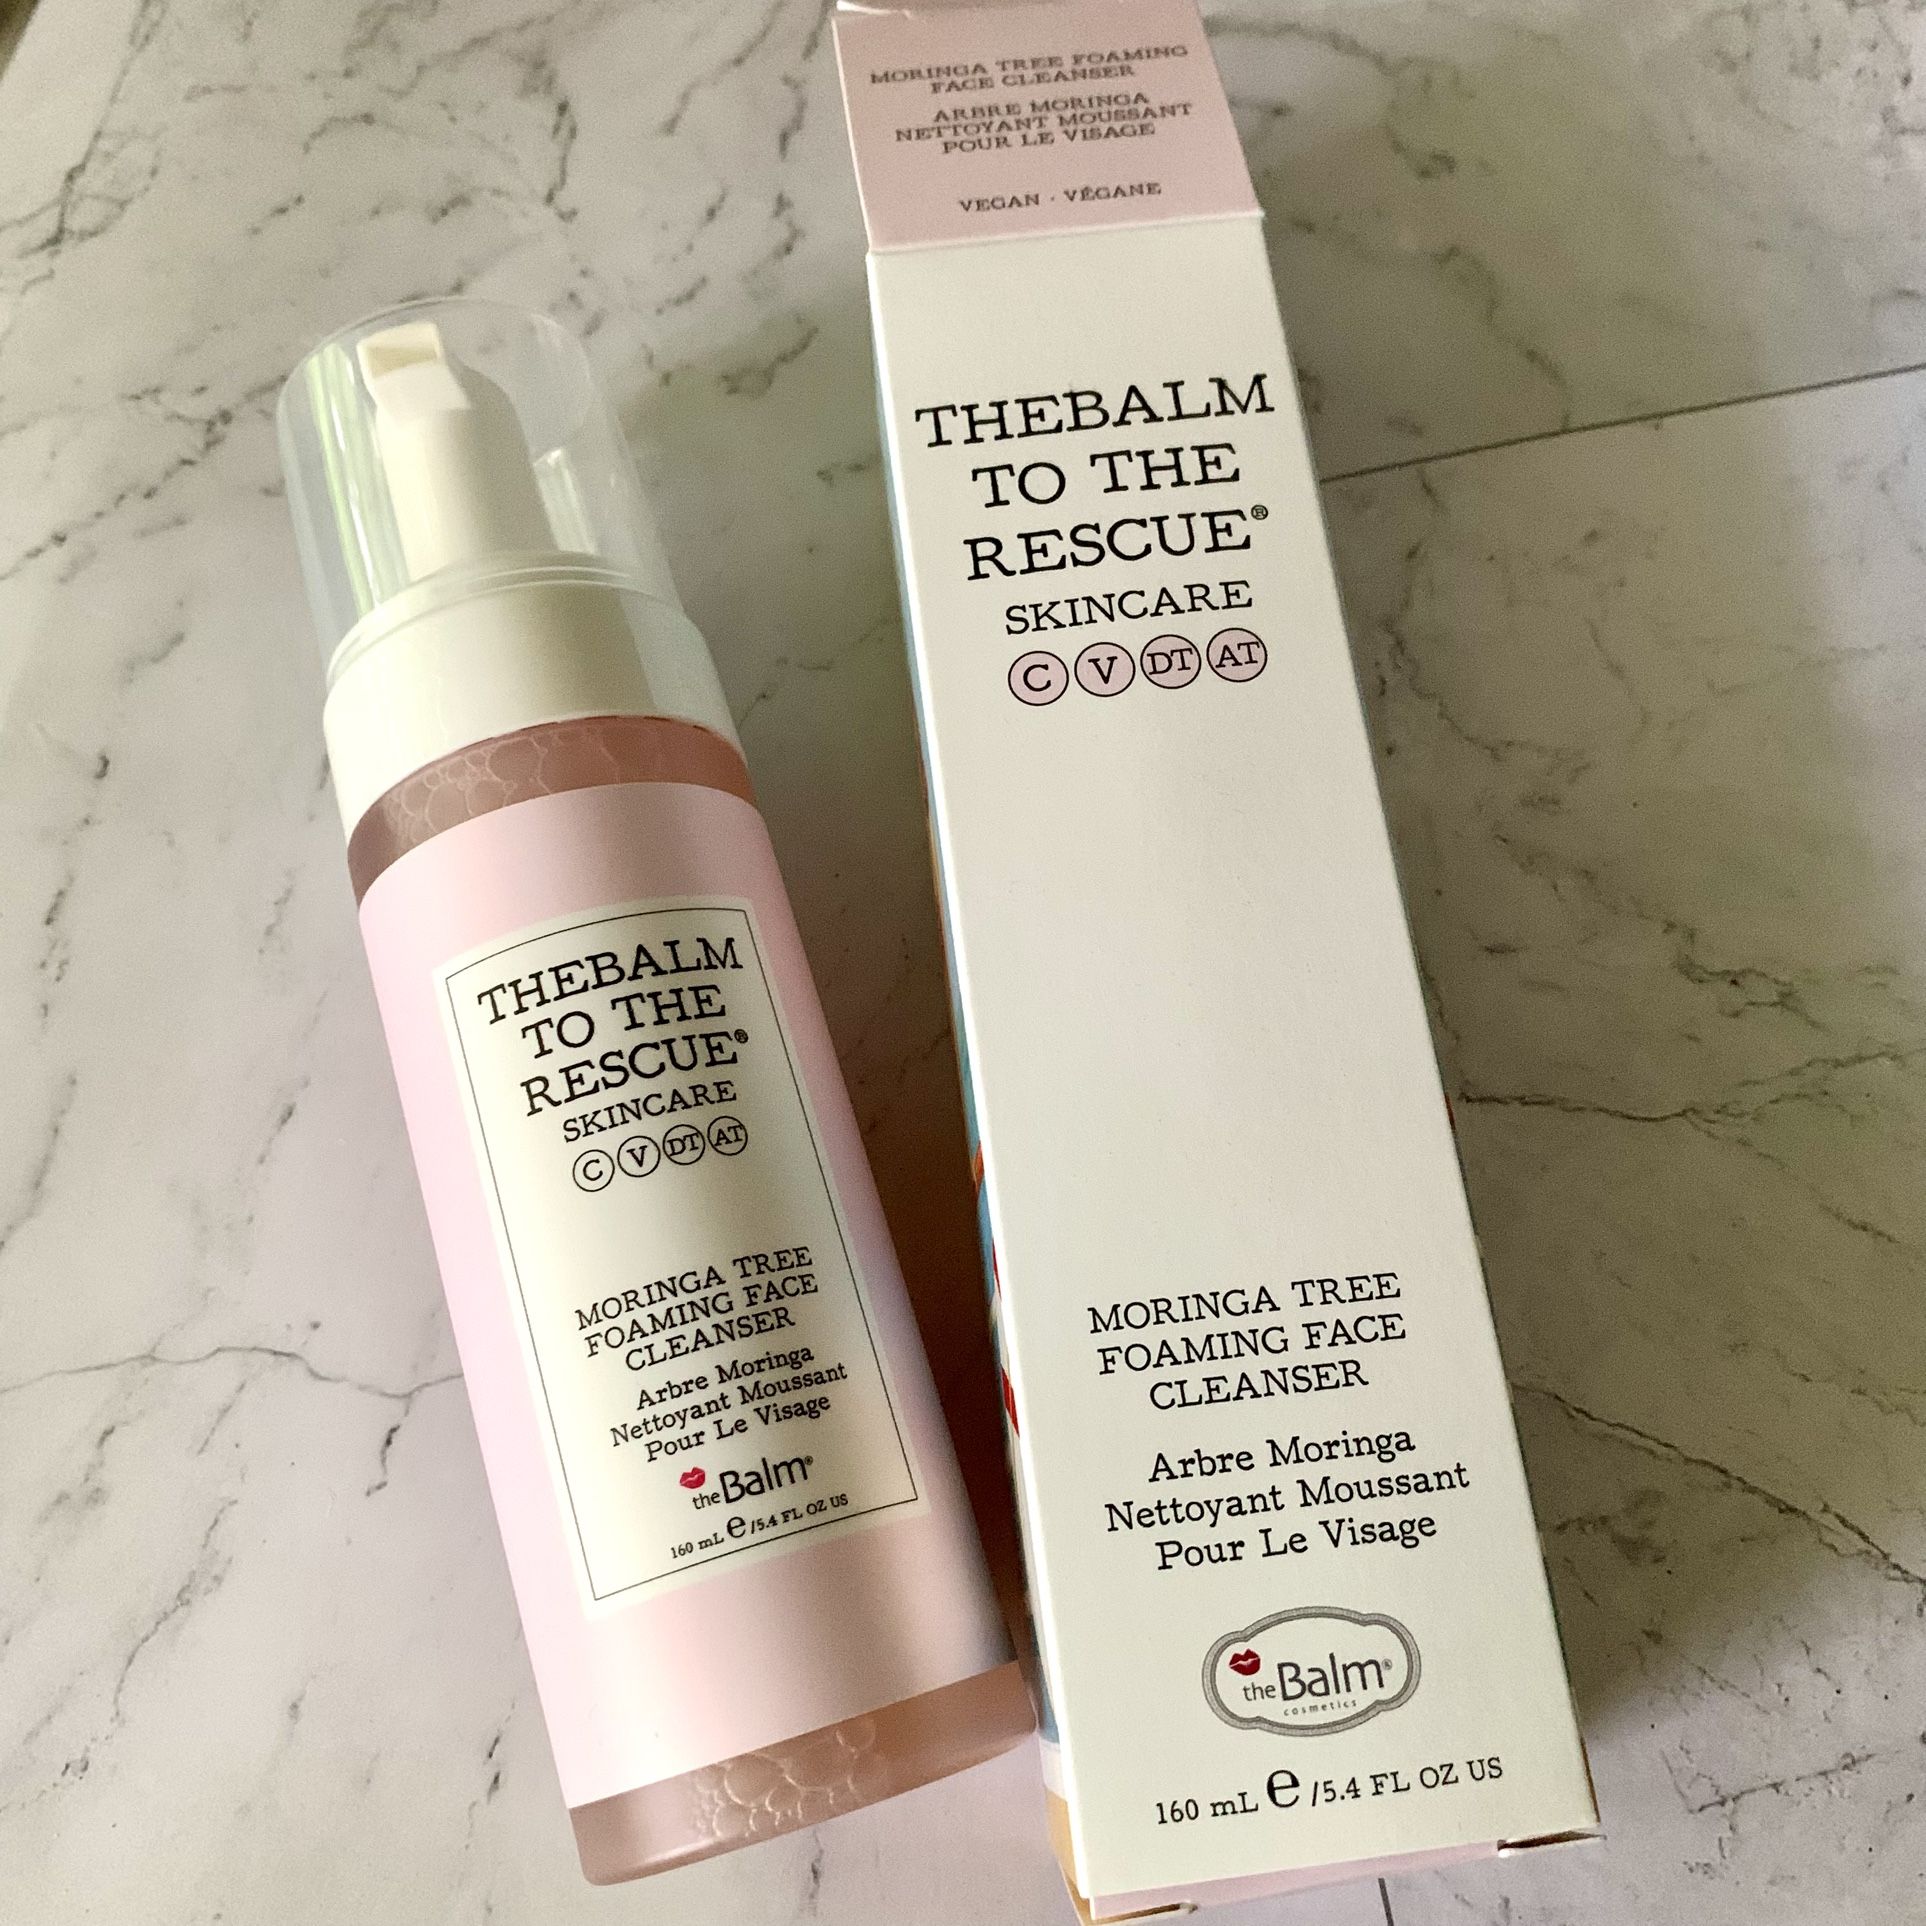 MORINGA TREE FOAMING
FACE CLEANSER
ARBRE MORINGA
NETTOYANT MOUSSANT
POUR LE VISAGE
VEGAN · VÉGANE
THEBALM
TO THE
RESCUE®
SKINCARE
C V DT AT
MORINGA TREE
FOAMING FACE
CLEANSER
Arbre Moringa
Nettoyant Moussant
Pour Le Visage
theBalm®
cosmetics
160 mL e /5.4 FL OZ US
THEBALM
TO THE
RESCUE®
SKINCARE
C V DT AT
MORINGA TREE
FOAMING FACE
CLEANSER
Arbre Moringa
Nettoyant Moussant
Pour Le Visage
theBalm®
160 mL e /5.4 FL OZ US